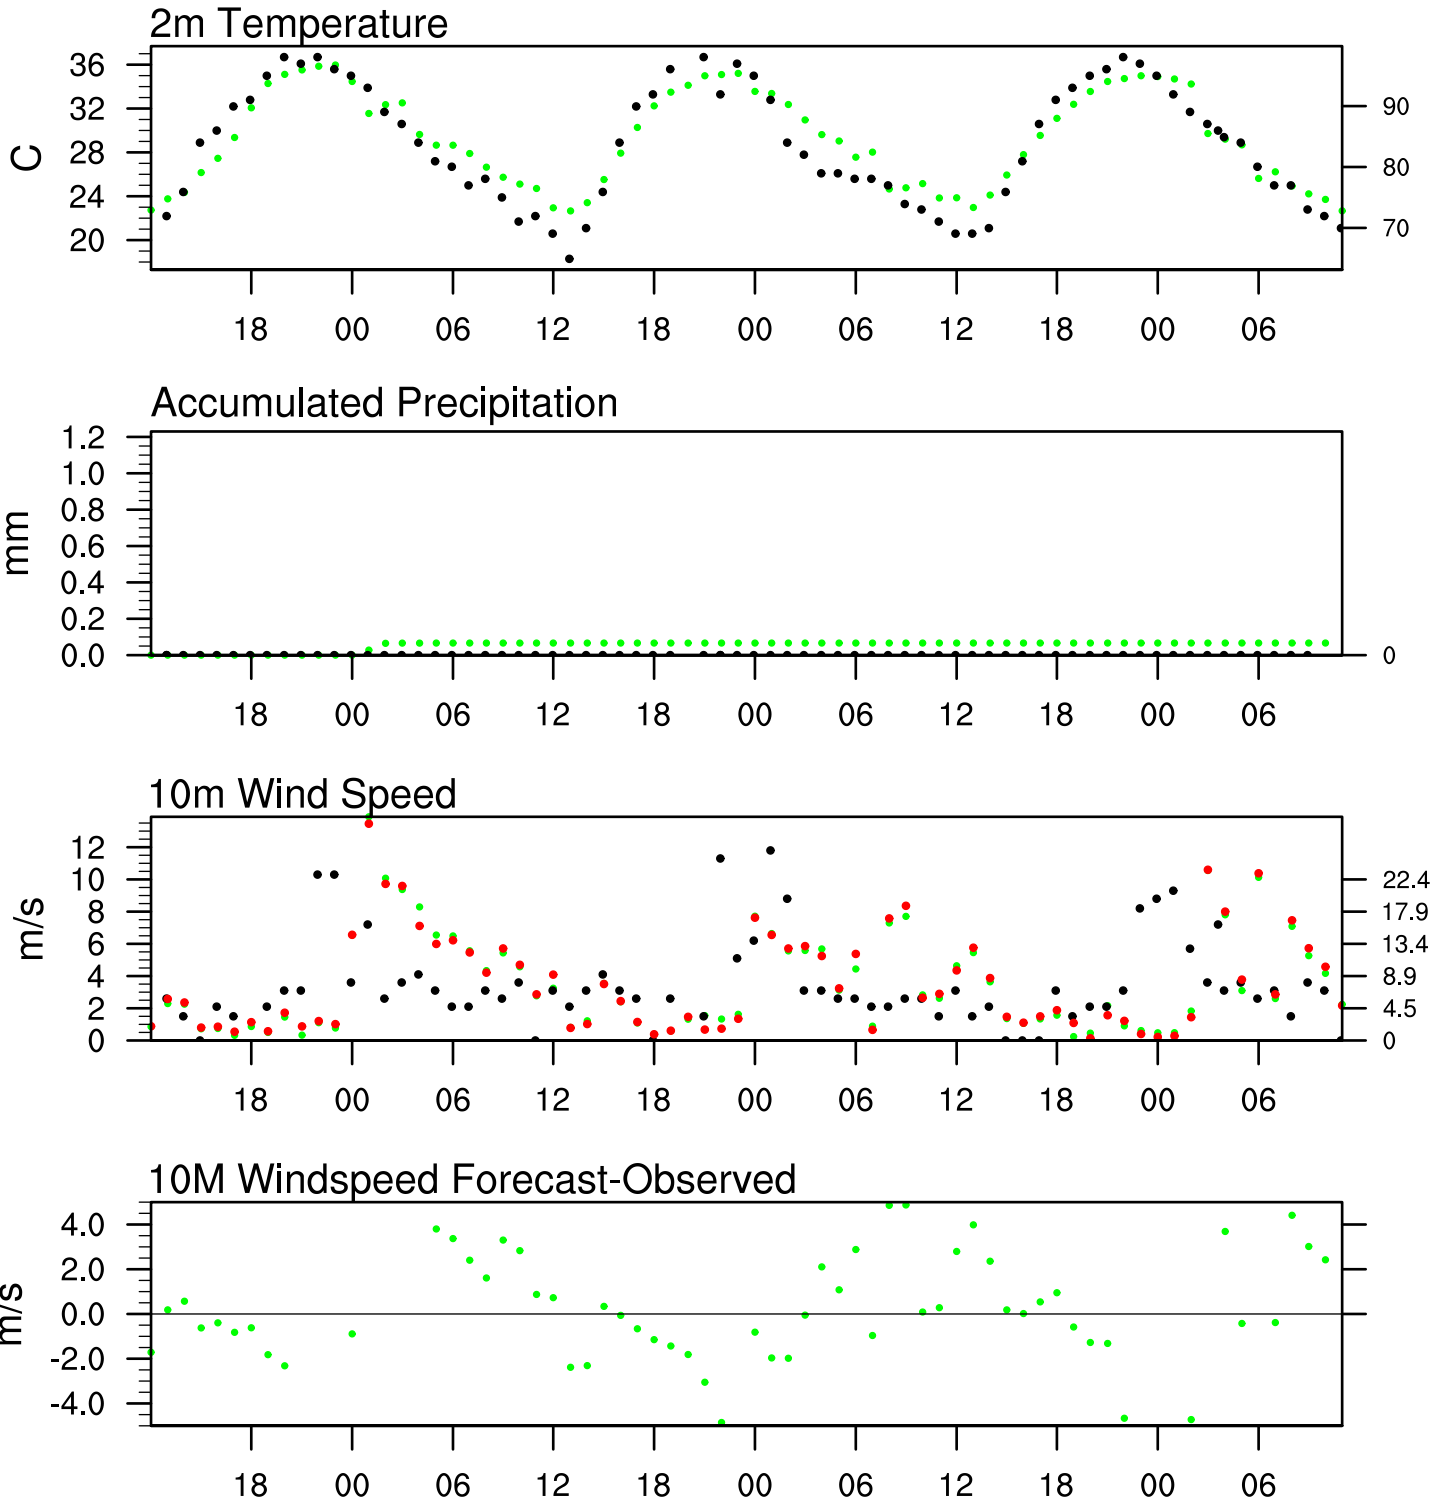 2m Temperature
36
32
28
24
20
C
90
80
70
18 00 06 12 18 00 06 12 18 00 06
Accumulated Precipitation
1.2
1.0
0.8
0.6
0.4
0.2
0.0
mm
0
18 00 06 12 18 00 06 12 18 00 06
10m Wind Speed
12
10
8
6
4
2
0
m/s
22.4
17.9
13.4
8.9
4.5
0
18 00 06 12 18 00 06 12 18 00 06
10M Windspeed Forecast-Observed
4.0
2.0
0.0
-2.0
-4.0
m/s
18 00 06 12 18 00 06 12 18 00 06